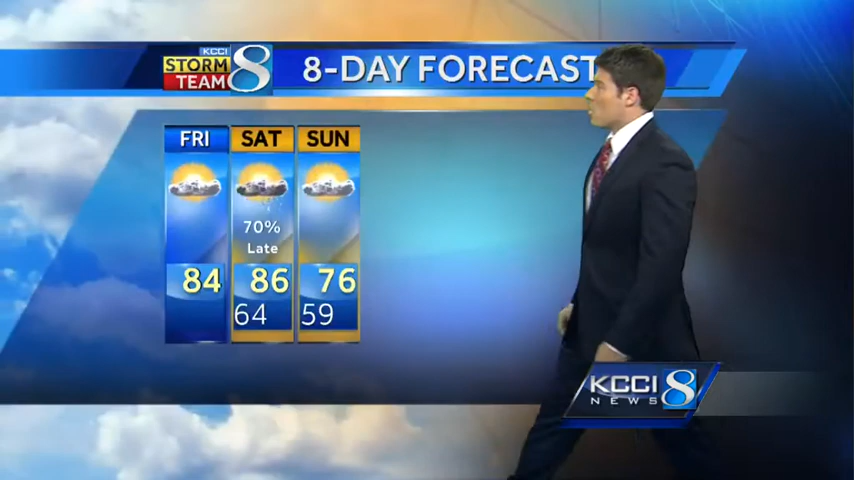 KCCI
STORM
TEAM
8
8-DAY FORECAST
FRI
SAT
SUN
70%
Late
84
86
76
64
59
KCCI 8
NEWS